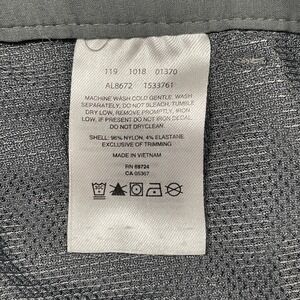 119 1018 01370
AL8672 1533761
MACHINE WASH COLD GENTLE. WASH
SEPARATELY, DO NOT BLEACH, TUMBLE
DRY LOW, REMOVE PROMPTLY, IRON
LOW, IF PRESENT DO NOT IRON DECAL.
DO NOT DRYCLEAN
SHELL: 96% NYLON, 4% ELASTANE
EXCLUSIVE OF TRIMMING
MADE IN VIETNAM
RN 69724
CA 05367